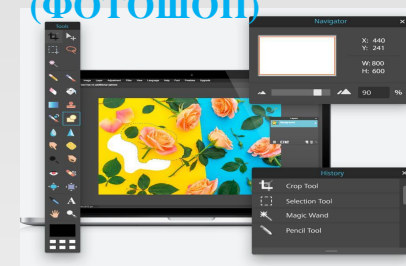 (ФОТОШОП)
Tools
Navigator
X: 440
Y: 241
W: 800
H: 600
90 %
History
Crop Tool
Selection Tool
Magic Wand
Pencil Tool